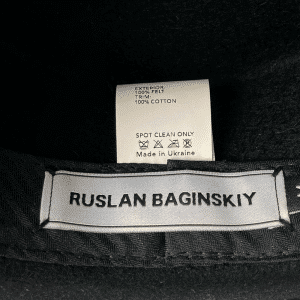 EXTERIOR:
100% FELT
TRIM:
100% COTTON
SPOT CLEAN ONLY
Made in Ukraine
RUSLAN BAGINSKIY